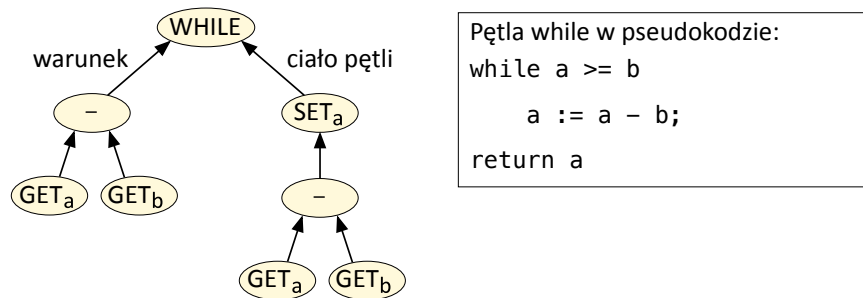 WHILE
warunek
ciało pętli
−
SETa
GETa
GETb
−
GETa
GETb
Pętla while w pseudokodzie:
while a >= b
a := a − b;
return a